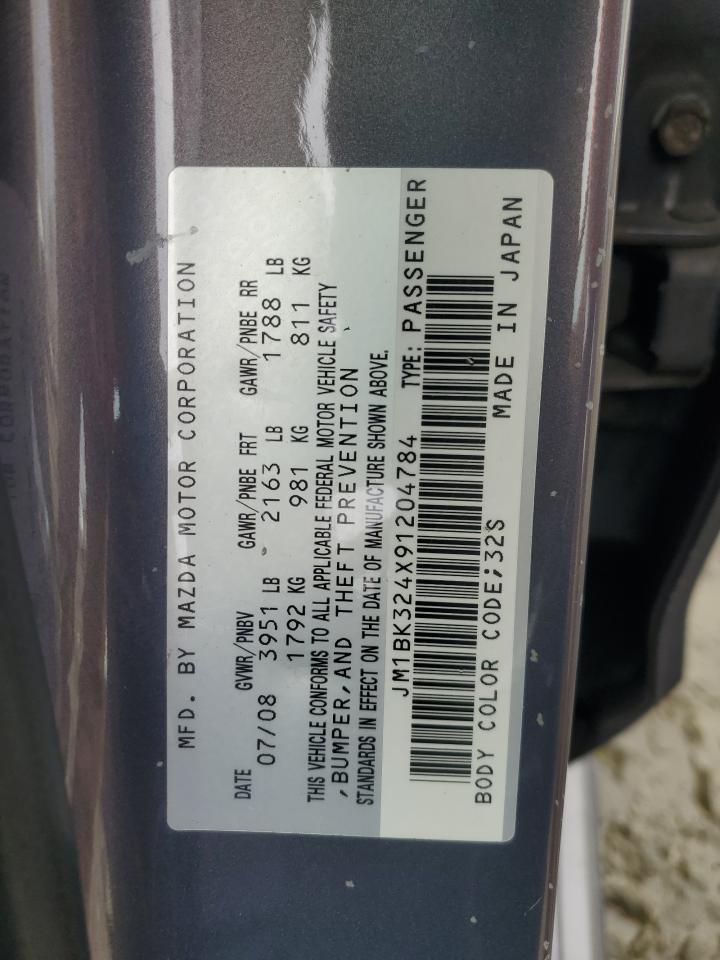 MFD. BY MAZDA MOTOR CORPORATION
DATE GVWR/PNBV GAWR/PNBE FRT GAWR/PNBE RR
07/08 3951 LB 2163 LB 1788 LB
1792 KG 981 KG 811 KG
THIS VEHICLE CONFORMS TO ALL APPLICABLE FEDERAL MOTOR VEHICLE SAFETY
,BUMPER,AND THEFT PREVENTION
STANDARDS IN EFFECT ON THE DATE OF MANUFACTURE SHOWN ABOVE.
JM1BK324X91204784 TYPE: PASSENGER
BODY COLOR CODE;32S MADE IN JAPAN